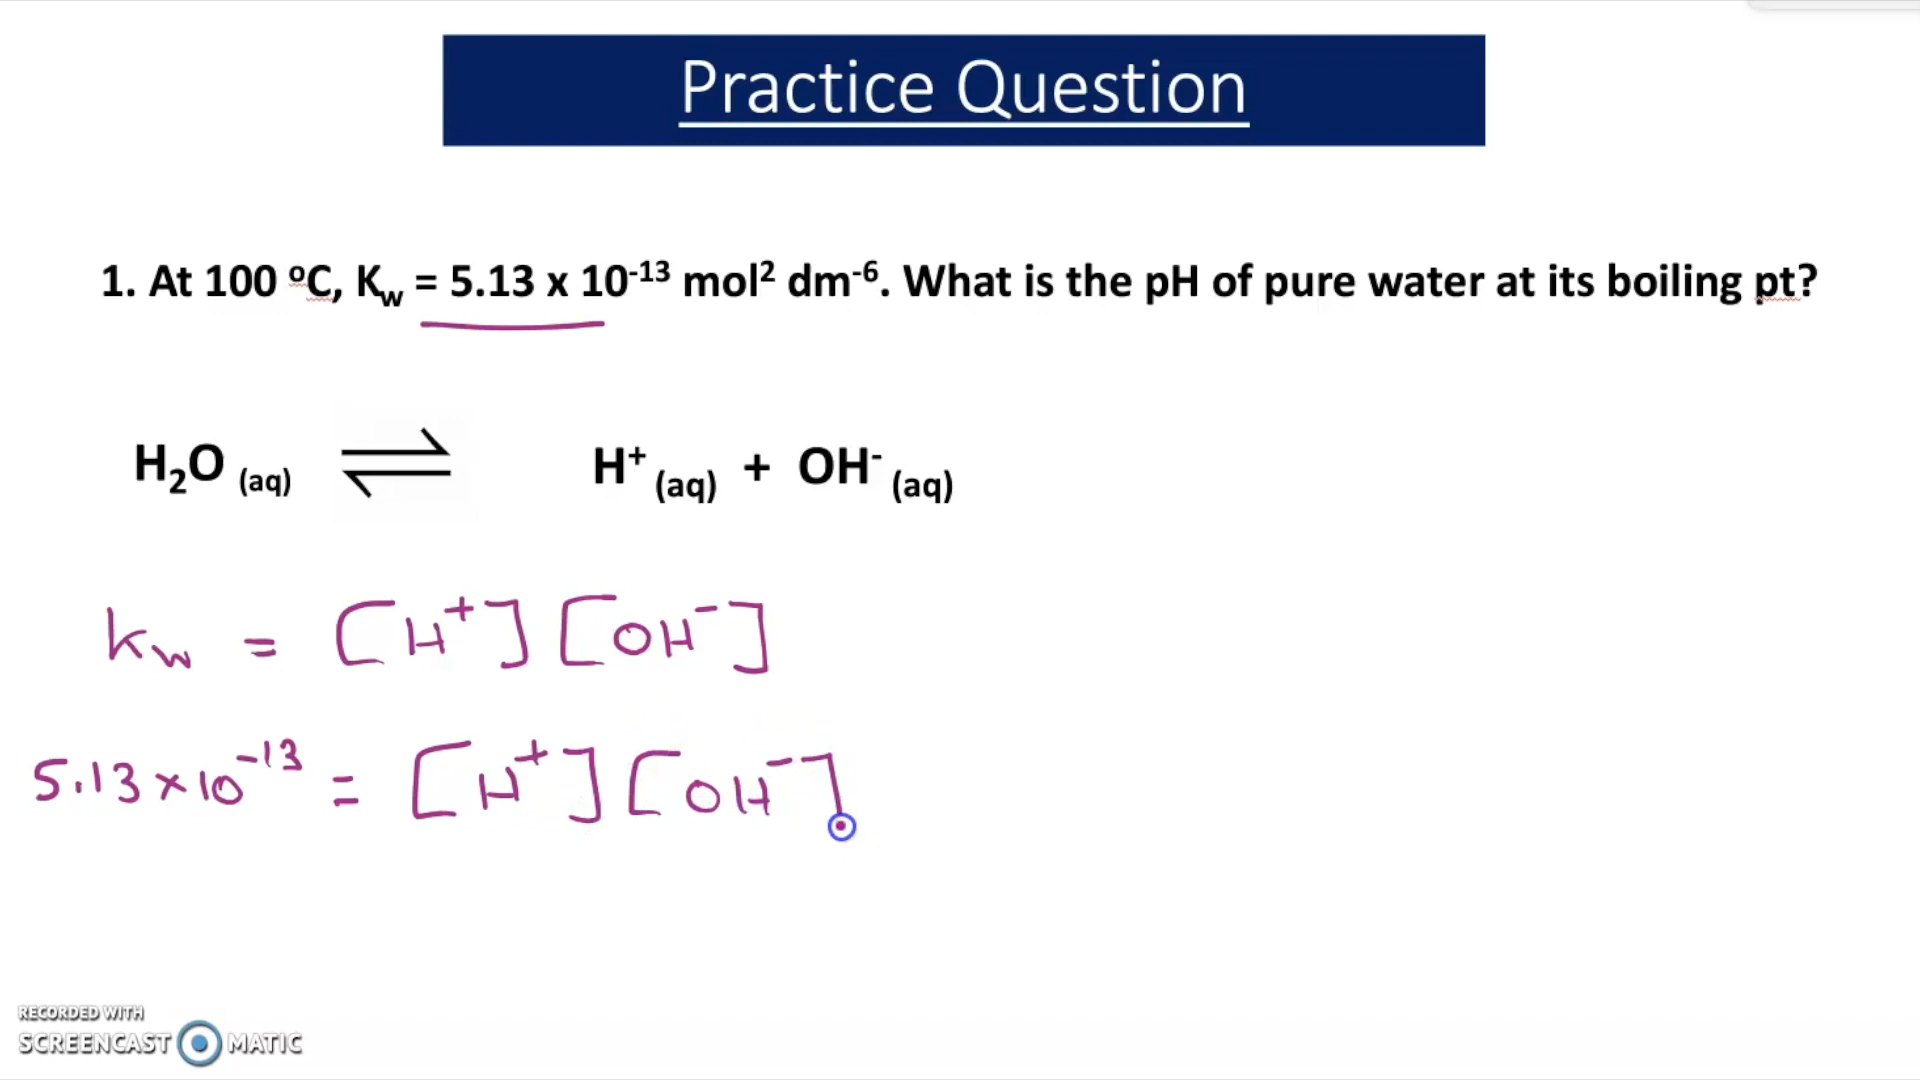 Practice Question
1. At 100 ºC, Kw = 5.13 x 10⁻¹³ mol² dm⁻⁶. What is the pH of pure water at its boiling pt?
H₂O (aq) ⇌ H⁺ (aq) + OH⁻ (aq)
kw = [H⁺] [OH⁻]
5.13 × 10⁻¹³ = [H⁺] [OH⁻]
RECORDED WITH
SCREENCAST MATIC